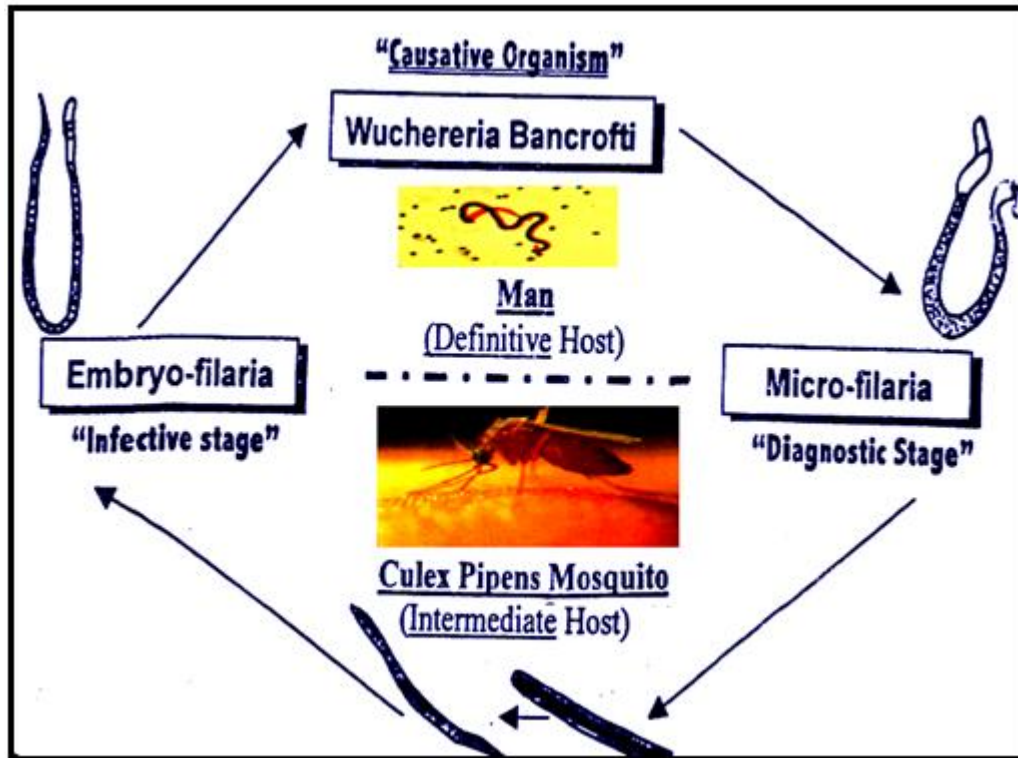 “Causative Organism”
Wuchereria Bancrofti
Man
(Definitive Host)
Embryo-filaria
“Infective stage”
Micro-filaria
“Diagnostic Stage”
Culex Pipens Mosquito
(Intermediate Host)